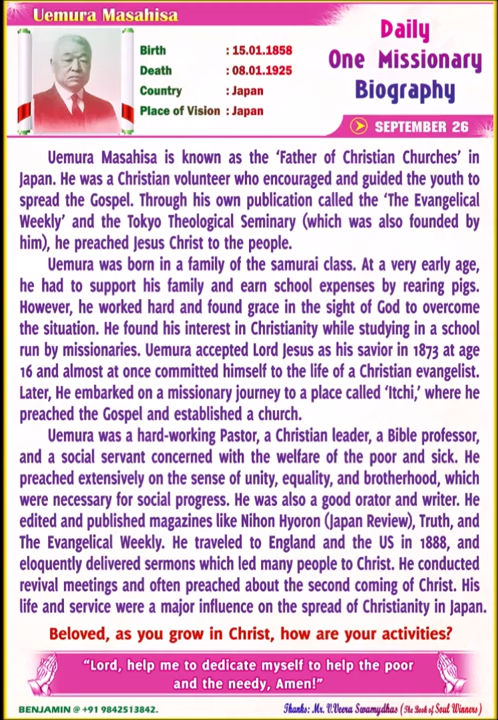 Uemura Masahisa
Birth : 15.01.1858
Death : 08.01.1925
Country : Japan
Place of Vision : Japan
Daily
One Missionary
Biography
SEPTEMBER 26
Uemura Masahisa is known as the ‘Father of Christian Churches’ in
Japan. He was a Christian volunteer who encouraged and guided the youth to
spread the Gospel. Through his own publication called the ‘The Evangelical
Weekly’ and the Tokyo Theological Seminary (which was also founded by
him), he preached Jesus Christ to the people.
Uemura was born in a family of the samurai class. At a very early age,
he had to support his family and earn school expenses by rearing pigs.
However, he worked hard and found grace in the sight of God to overcome
the situation. He found his interest in Christianity while studying in a school
run by missionaries. Uemura accepted Lord Jesus as his savior in 1873 at age
16 and almost at once committed himself to the life of a Christian evangelist.
Later, He embarked on a missionary journey to a place called ‘Itchi,’ where he
preached the Gospel and established a church.
Uemura was a hard-working Pastor, a Christian leader, a Bible professor,
and a social servant concerned with the welfare of the poor and sick. He
preached extensively on the sense of unity, equality, and brotherhood, which
were necessary for social progress. He was also a good orator and writer. He
edited and published magazines like Nihon Hyoron (Japan Review), Truth, and
The Evangelical Weekly. He traveled to England and the US in 1888, and
eloquently delivered sermons which led many people to Christ. He conducted
revival meetings and often preached about the second coming of Christ. His
life and service were a major influence on the spread of Christianity in Japan.
Beloved, as you grow in Christ, how are your activities?
“Lord, help me to dedicate myself to help the poor
and the needy, Amen!”
BENJAMIN @ +91 9842513842.
Thanks: Mr. V.Veera Swamydhas (The Book of Soul Winners)